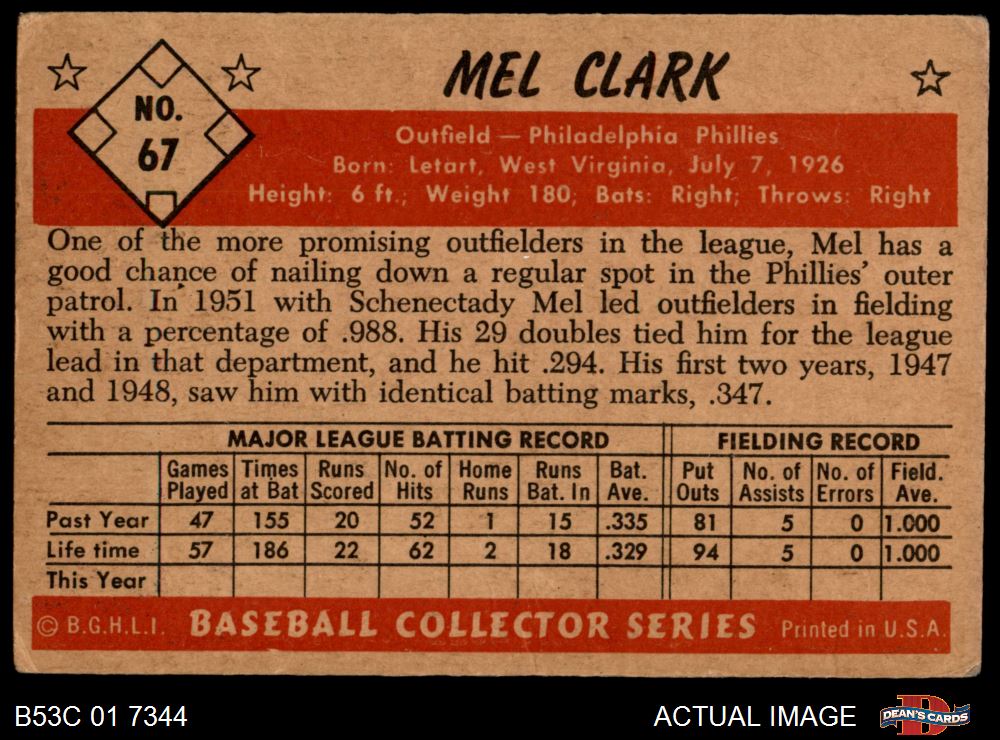 MEL CLARK
NO.
67
Outfield — Philadelphia Phillies
Born: Letart, West Virginia, July 7, 1926
Height: 6 ft.; Weight 180; Bats: Right; Throws: Right
One of the more promising outfielders in the league, Mel has a
good chance of nailing down a regular spot in the Phillies' outer
patrol. In 1951 with Schenectady Mel led outfielders in fielding
with a percentage of .988. His 29 doubles tied him for the league
lead in that department, and he hit .294. His first two years, 1947
and 1948, saw him with identical batting marks, .347.
MAJOR LEAGUE BATTING RECORD FIELDING RECORD
Games Times Runs No. of Home Runs Bat. Put No. of No. of Field.
Played at Bat Scored Hits Runs Bat. In Ave. Outs Assists Errors Ave.
Past Year 47 155 20 52 1 15 .335 81 5 0 1.000
Life time 57 186 22 62 2 18 .329 94 5 0 1.000
This Year
© B.G.H.L.I. BASEBALL COLLECTOR SERIES Printed in U.S.A.
B53C 01 7344 ACTUAL IMAGE D DEAN'S CARDS